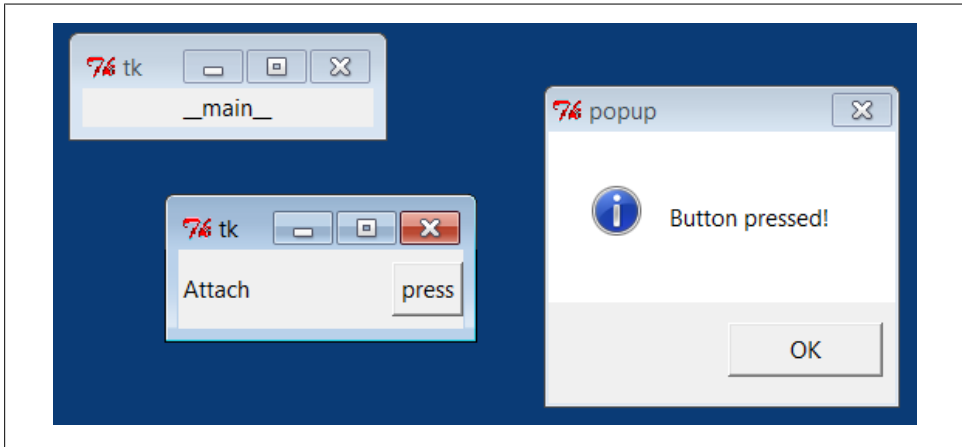 tk
__main__
popup
Button pressed!
OK
tk
Attach press